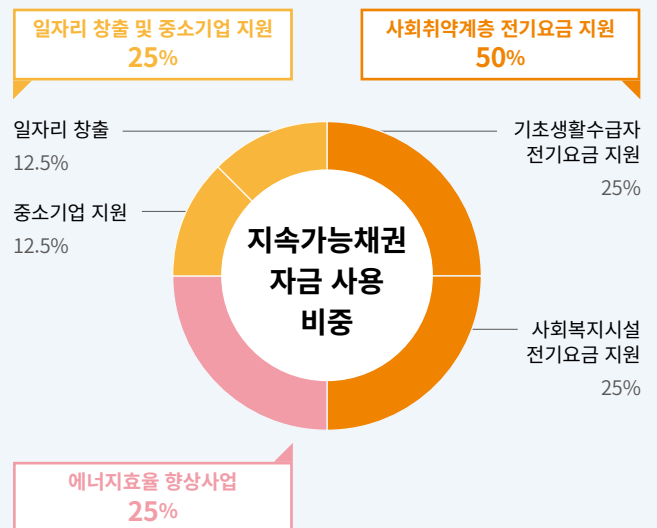 일자리 창출 및 중소기업 지원
25%
사회취약계층 전기요금 지원
50%
일자리 창출
12.5%
중소기업 지원
12.5%
지속가능채권
자금 사용
비중
기초생활수급자
전기요금 지원
25%
사회복지시설
전기요금 지원
25%
에너지효율 향상사업
25%